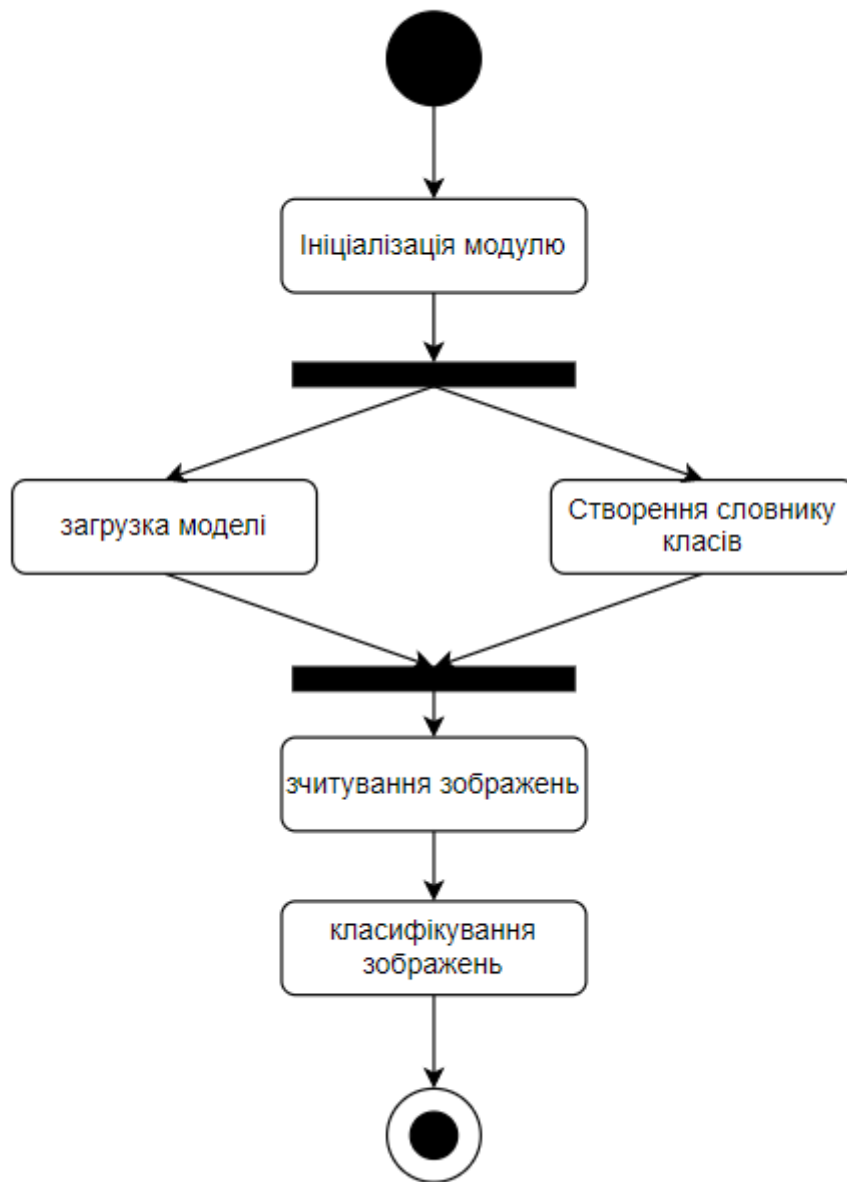 Ініціалізація модулю
загрузка моделі
Створення словнику
класів
зчитування зображень
класифікування
зображень